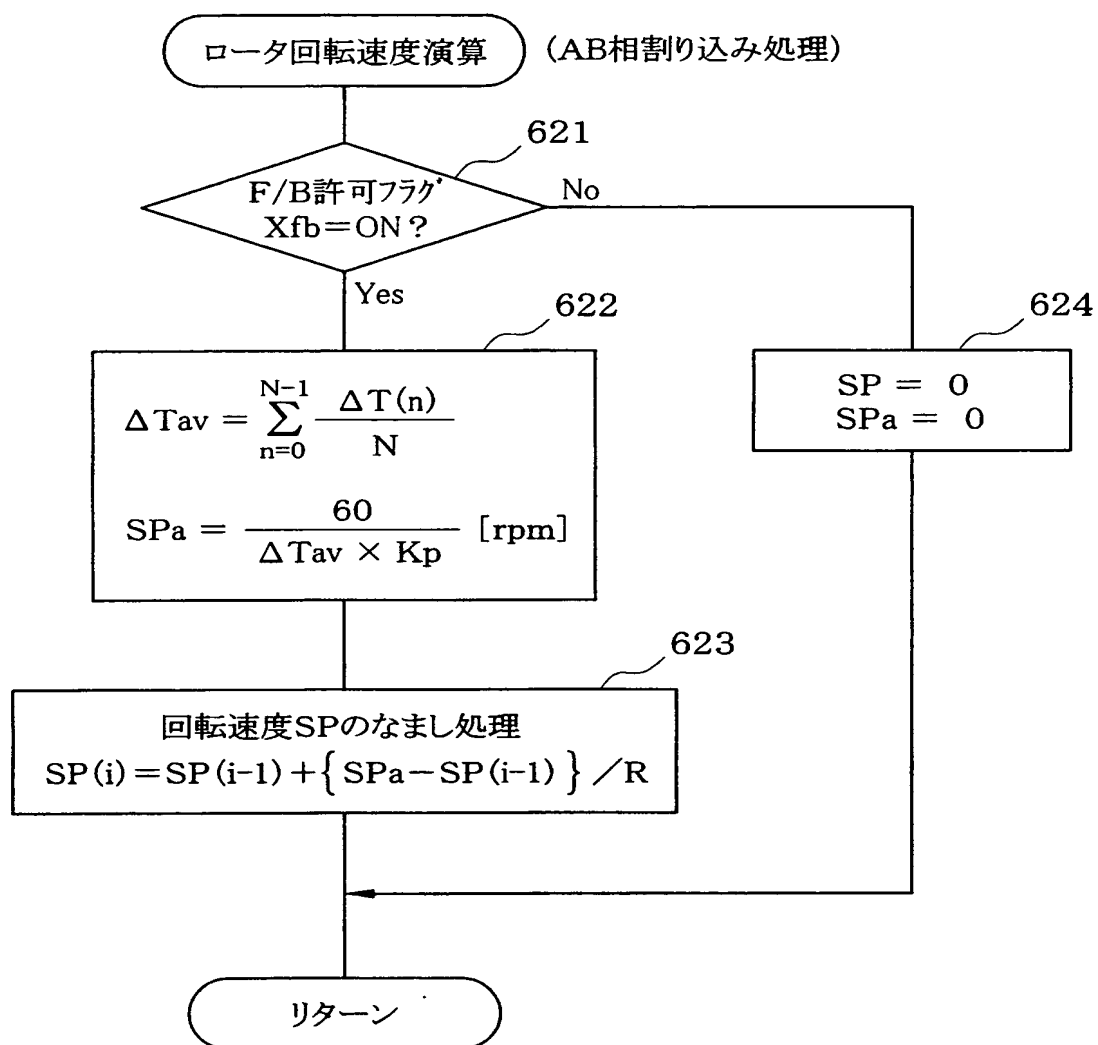 ロータ回転速度演算 (AB相割り込み処理)
621
F/B許可フラグ
Xfb=ON?
No
Yes
622
ΔTav = N-1 Σ n=0 ΔT(n) / N
SPa = 60 / ΔTav × Kp [rpm]
624
SP = 0
SPa = 0
623
回転速度SPのなまし処理
SP(i)=SP(i-1)+{SPa-SP(i-1)}/R
リターン